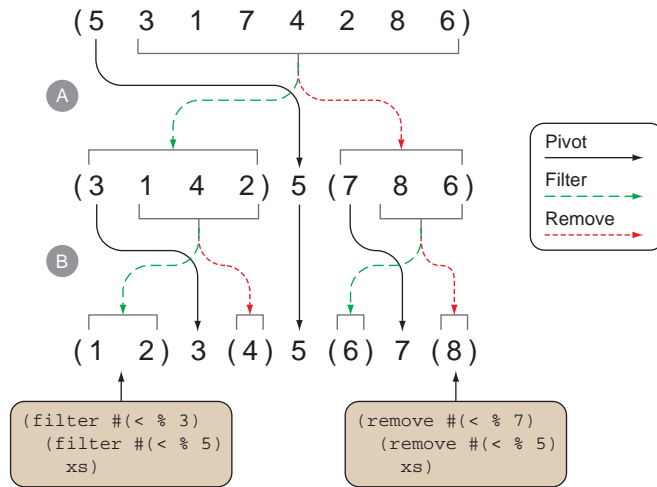 (5 3 1 7 4 2 8 6)
A
Pivot
Filter
Remove
(3 1 4 2) 5 (7 8 6)
B
(1 2) 3 (4) 5 (6) 7 (8)
(filter #(< % 3)
(filter #(< % 5)
xs)
(remove #(< % 7)
(remove #(< % 5)
xs)